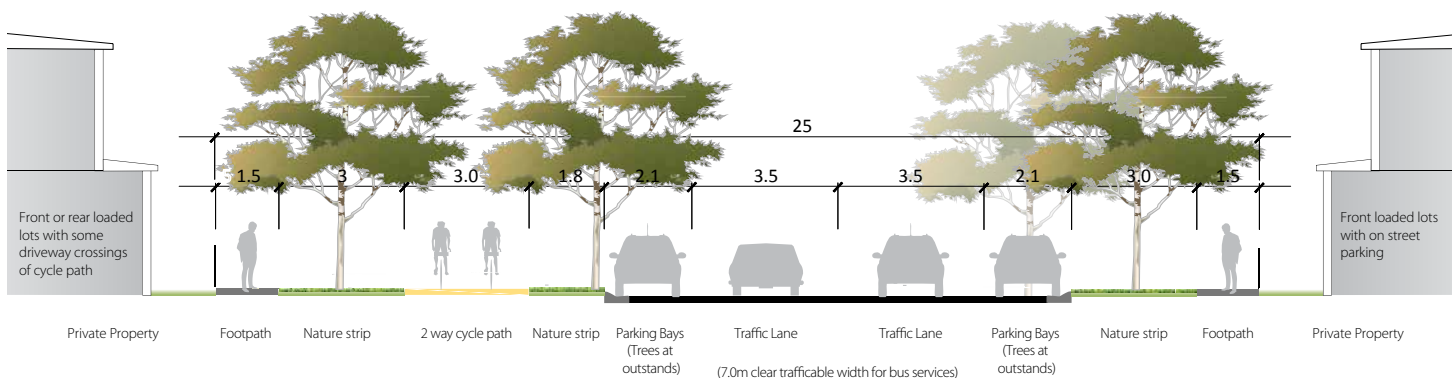 25
1.5
3
3.0
1.8
2.1
3.5
3.5
2.1
3.0
1.5
Front or rear loaded
lots with some
driveway crossings
of cycle path
Front loaded lots
with on street
parking
Private Property
Footpath
Nature strip
2 way cycle path
Nature strip
Parking Bays
(Trees at
outstands)
Traffic Lane
Traffic Lane
(7.0m clear trafficable width for bus services)
Parking Bays
(Trees at
outstands)
Nature strip
Footpath
Private Property